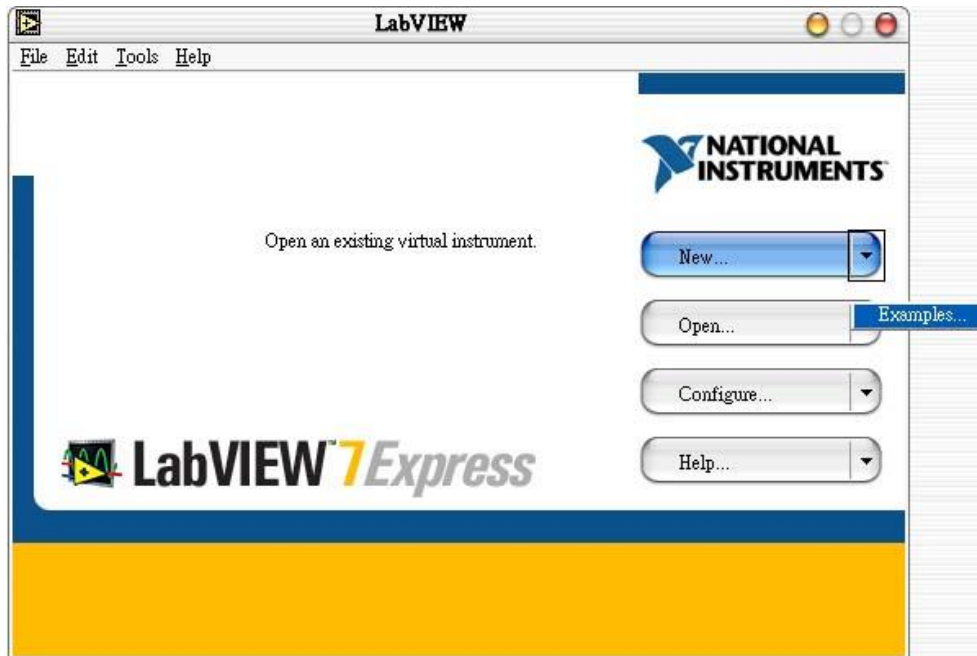 LabVIEW
File Edit Tools Help
NATIONAL
INSTRUMENTS
Open an existing virtual instrument.
New...
Examples...
Open...
Configure...
LabVIEW™ 7 Express
Help...